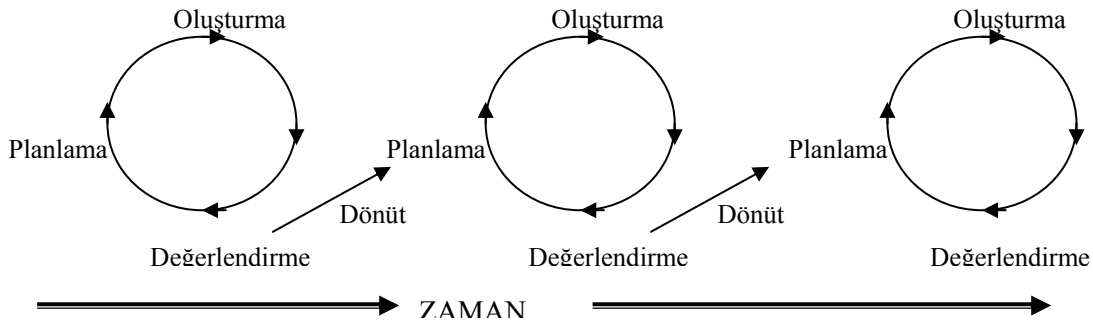 Oluşturma Oluşturma Oluşturma
Planlama Planlama Planlama
Dönüt Dönüt
Değerlendirme Değerlendirme Değerlendirme
ZAMAN